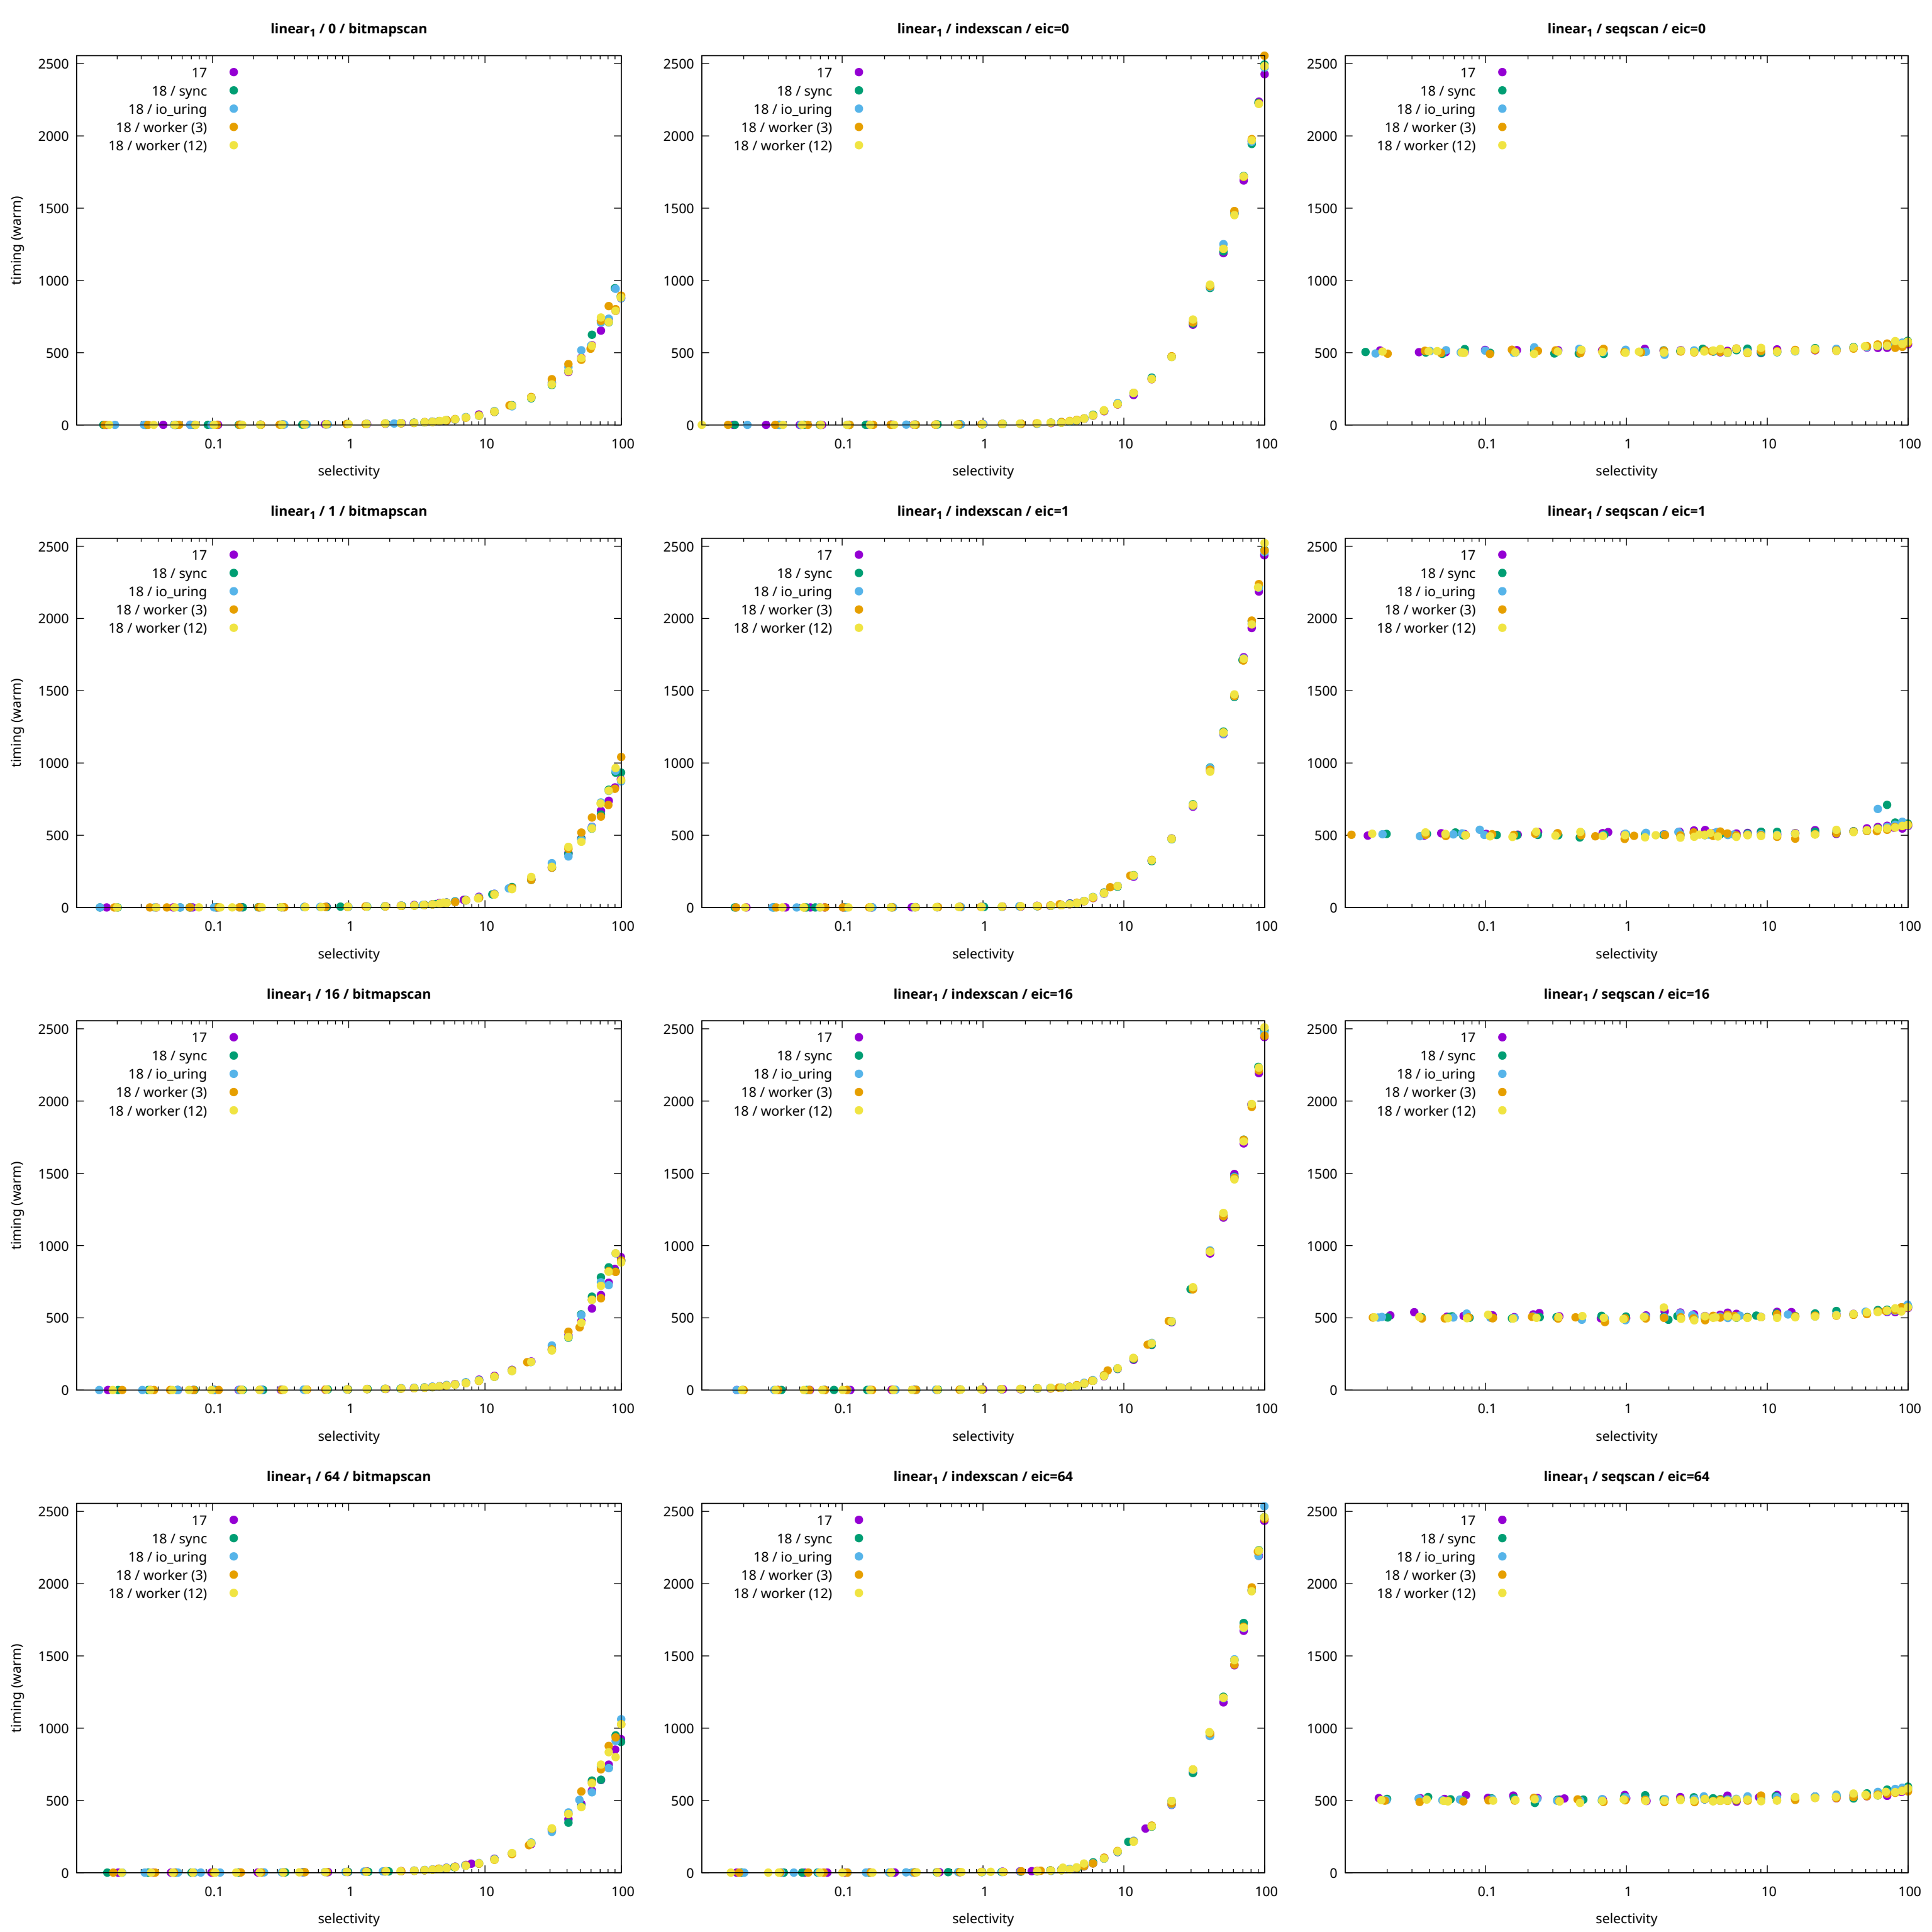 linear1 / 0 / bitmapscan
2500
2000
1500
1000
500
0
0.1 1 10 100
timing (warm)
selectivity
17
18 / sync
18 / io_uring
18 / worker (3)
18 / worker (12)
linear1 / indexscan / eic=0
2500
2000
1500
1000
500
0
0.1 1 10 100
selectivity
17
18 / sync
18 / io_uring
18 / worker (3)
18 / worker (12)
linear1 / seqscan / eic=0
2500
2000
1500
1000
500
0
0.1 1 10 100
selectivity
17
18 / sync
18 / io_uring
18 / worker (3)
18 / worker (12)
linear1 / 1 / bitmapscan
2500
2000
1500
1000
500
0
0.1 1 10 100
timing (warm)
selectivity
17
18 / sync
18 / io_uring
18 / worker (3)
18 / worker (12)
linear1 / indexscan / eic=1
2500
2000
1500
1000
500
0
0.1 1 10 100
selectivity
17
18 / sync
18 / io_uring
18 / worker (3)
18 / worker (12)
linear1 / seqscan / eic=1
2500
2000
1500
1000
500
0
0.1 1 10 100
selectivity
17
18 / sync
18 / io_uring
18 / worker (3)
18 / worker (12)
linear1 / 16 / bitmapscan
2500
2000
1500
1000
500
0
0.1 1 10 100
timing (warm)
selectivity
17
18 / sync
18 / io_uring
18 / worker (3)
18 / worker (12)
linear1 / indexscan / eic=16
2500
2000
1500
1000
500
0
0.1 1 10 100
selectivity
17
18 / sync
18 / io_uring
18 / worker (3)
18 / worker (12)
linear1 / seqscan / eic=16
2500
2000
1500
1000
500
0
0.1 1 10 100
selectivity
17
18 / sync
18 / io_uring
18 / worker (3)
18 / worker (12)
linear1 / 64 / bitmapscan
2500
2000
1500
1000
500
0
0.1 1 10 100
timing (warm)
selectivity
17
18 / sync
18 / io_uring
18 / worker (3)
18 / worker (12)
linear1 / indexscan / eic=64
2500
2000
1500
1000
500
0
0.1 1 10 100
selectivity
17
18 / sync
18 / io_uring
18 / worker (3)
18 / worker (12)
linear1 / seqscan / eic=64
2500
2000
1500
1000
500
0
0.1 1 10 100
selectivity
17
18 / sync
18 / io_uring
18 / worker (3)
18 / worker (12)